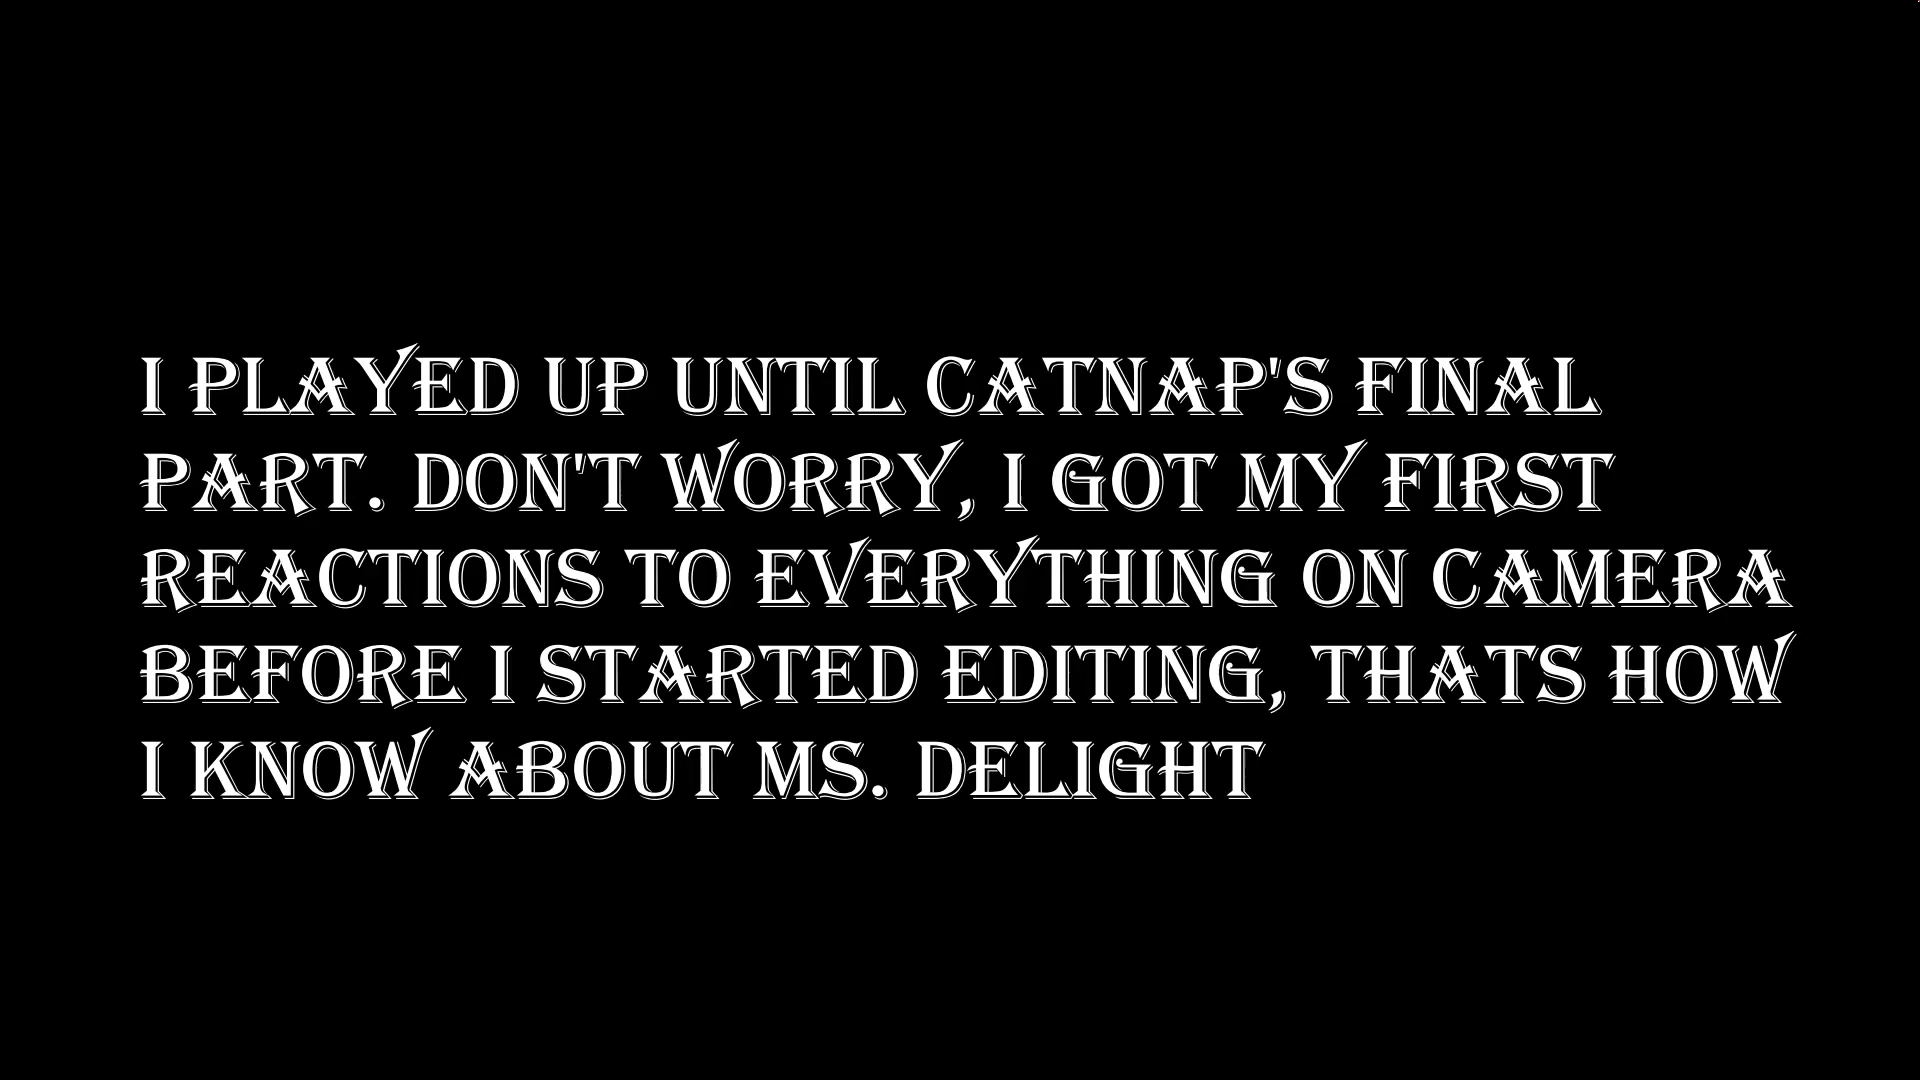 I PLAYED UP UNTIL CATNAP'S FINAL
PART. DON'T WORRY, I GOT MY FIRST
REACTIONS TO EVERYTHING ON CAMERA
BEFORE I STARTED EDITING, THATS HOW
I KNOW ABOUT MS. DELIGHT